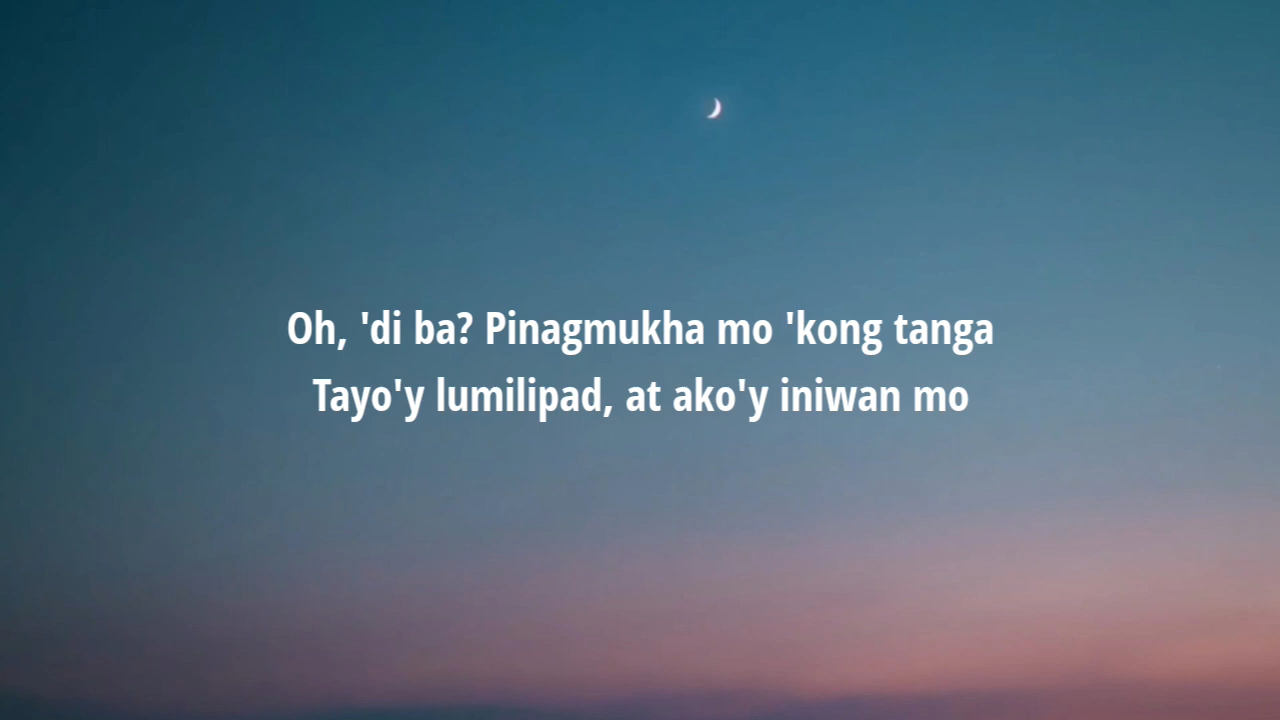 Oh, 'di ba? Pinagmukha mo 'kong tanga
Tayo'y lumilipad, at ako'y iniwan mo